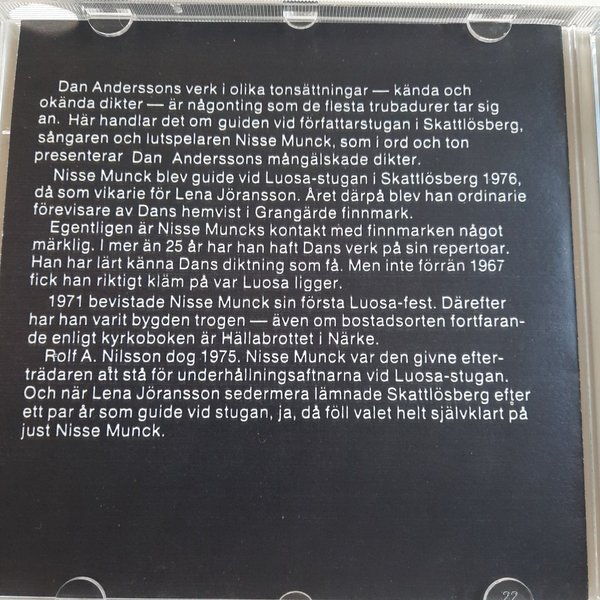 Dan Anderssons verk i olika tonsättningar — kända och
okända dikter — är någonting som de flesta trubadurer tar sig
an. Här handlar det om guiden vid författarstugan i Skattlösberg,
sångaren och lutspelaren Nisse Munck, som i ord och ton
presenterar Dan Anderssons mångälskade dikter.
Nisse Munck blev guide vid Luosa-stugan i Skattlösberg 1976,
då som vikarie för Lena Jöransson. Året därpå blev han ordinarie
förevisare av Dans hemvist i Grangärde finnmark.
Egentligen är Nisse Muncks kontakt med finnmarken något
märklig. I mer än 25 år har han haft Dans verk på sin repertoar.
Han har lärt känna Dans diktning som få. Men inte förrän 1967
fick han riktigt kläm på var Luosa ligger.
1971 bevistade Nisse Munck sin första Luosa-fest. Därefter
har han varit bygden trogen — även om bostadsorten fortfaran-
de enligt kyrkoboken är Hällabrottet i Närke.
Rolf A. Nilsson dog 1975. Nisse Munck var den givne efter-
trädaren att stå för underhållningsaftnarna vid Luosa-stugan.
Och när Lena Jöransson sedermera lämnade Skattlösberg efter
ett par år som guide vid stugan, ja, då föll valet helt självklart på
just Nisse Munck.
22